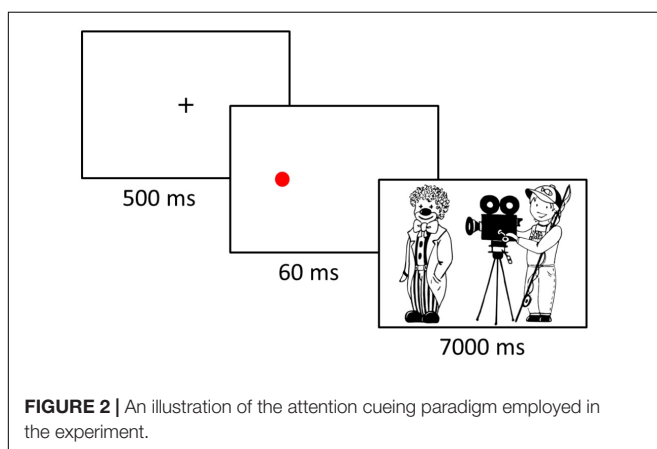 500 ms
60 ms
7000 ms
FIGURE 2 | An illustration of the attention cueing paradigm employed in
the experiment.